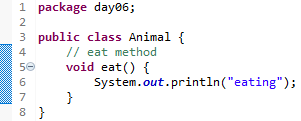 1 package day06;
2
3 public class Animal {
4     // eat method
5     void eat() {
6         System.out.println("eating");
7     }
8 }